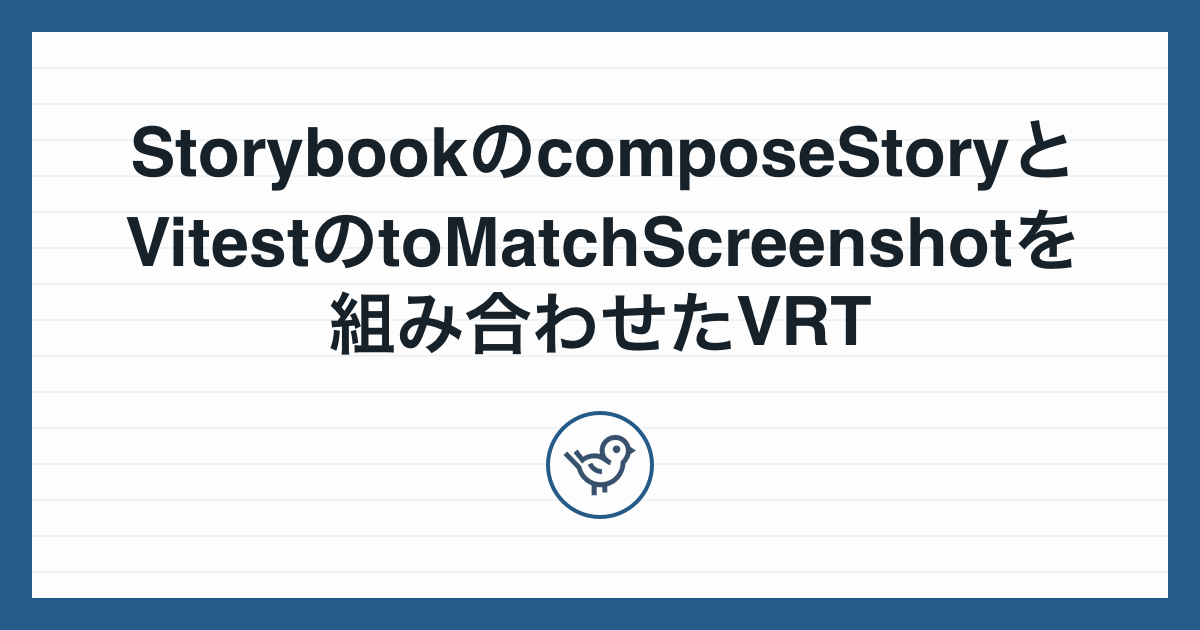 StorybookのcomposeStoryと
VitestのtoMatchScreenshotを
組み合わせたVRT